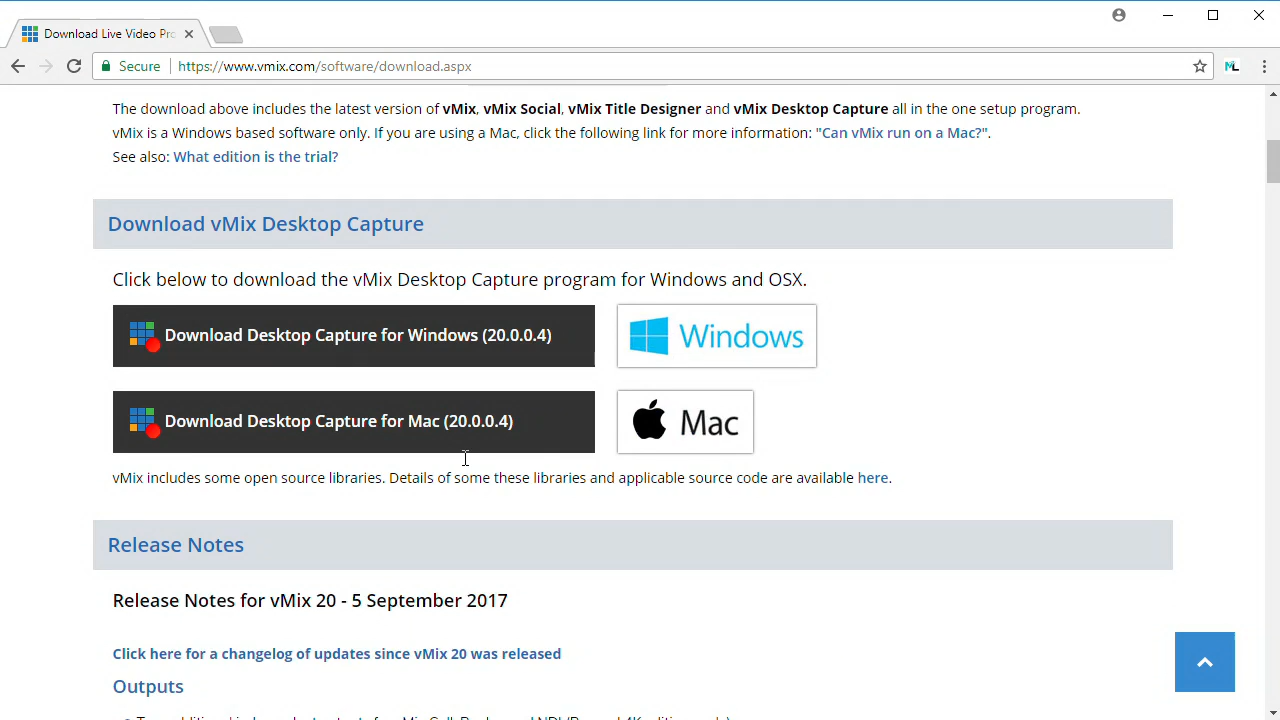 Download Live Video Pro
Secure
https://www.vmix.com/software/download.aspx
The download above includes the latest version of vMix, vMix Social, vMix Title Designer and vMix Desktop Capture all in the one setup program.
vMix is a Windows based software only. If you are using a Mac, click the following link for more information: "Can vMix run on a Mac?".
See also: What edition is the trial?
Download vMix Desktop Capture
Click below to download the vMix Desktop Capture program for Windows and OSX.
Download Desktop Capture for Windows (20.0.0.4)
Windows
Download Desktop Capture for Mac (20.0.0.4)
Mac
vMix includes some open source libraries. Details of some these libraries and applicable source code are available here.
Release Notes
Release Notes for vMix 20 - 5 September 2017
Click here for a changelog of updates since vMix 20 was released
Outputs